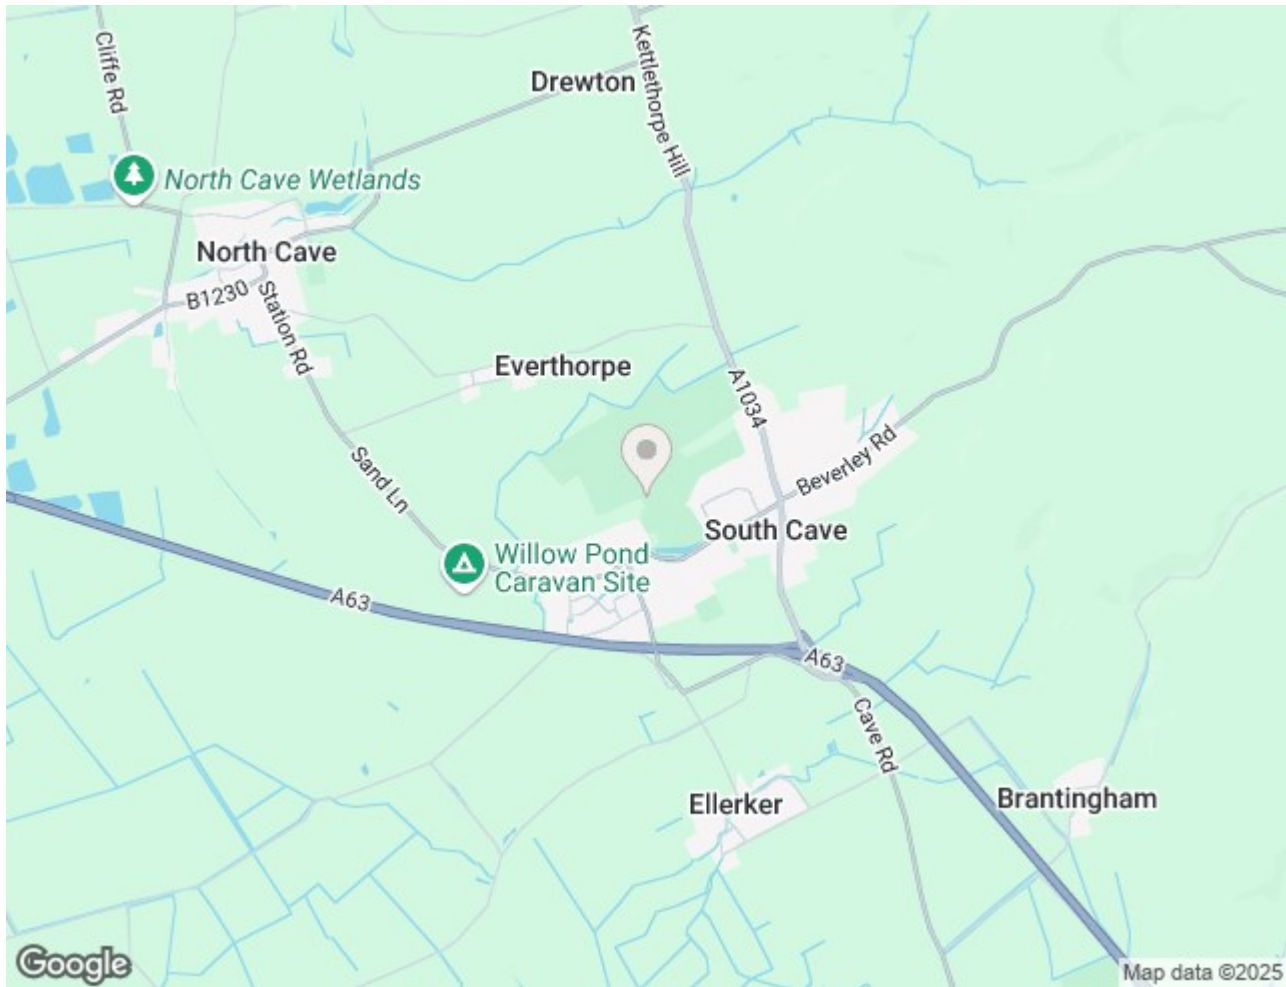 Cliffe Rd
Kettlethorpe Hill
Drewton
North Cave Wetlands
North Cave
B1230
Station Rd
Everthorpe
A1034
Sand Ln
Beverley Rd
South Cave
Willow Pond
Caravan Site
A63
A63
Cave Rd
Ellerker
Brantingham
Google
Map data ©2025